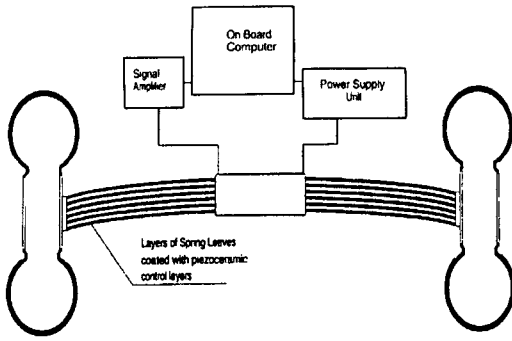 On Board
Computer
Signal
Amplifier
Power Supply
Unit
Layers of Spring Leaves
coated with piezoceramic
control layers